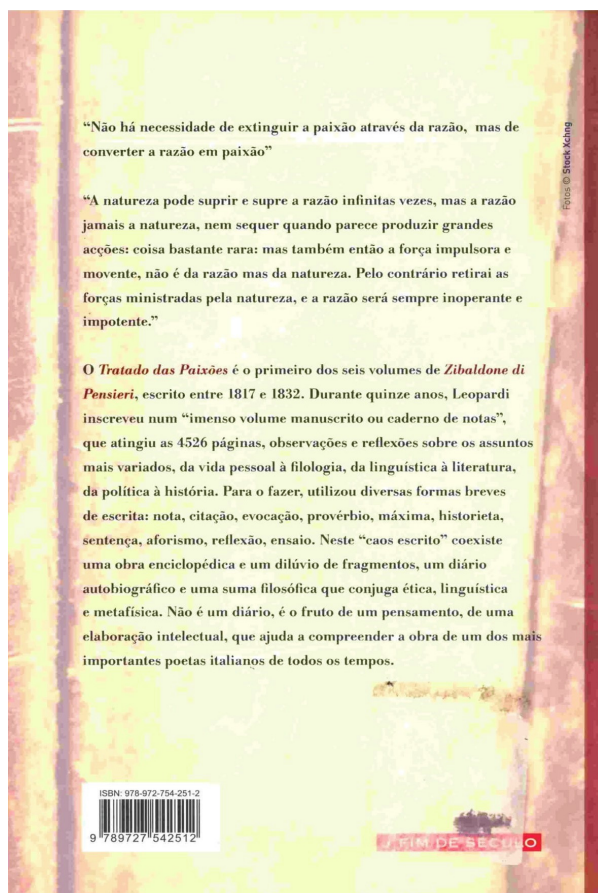 “Não há necessidade de extinguir a paixão através da razão, mas de
converter a razão em paixão”
“A natureza pode suprir e supre a razão infinitas vezes, mas a razão
jamais a natureza, nem sequer quando parece produzir grandes
acções: coisa bastante rara: mas também então a força impulsora e
movente, não é da razão mas da natureza. Pelo contrário retirai as
forças ministradas pela natureza, e a razão será sempre inoperante e
impotente.”
O Tratado das Paixões é o primeiro dos seis volumes de Zibaldone di
Pensieri, escrito entre 1817 e 1832. Durante quinze anos, Leopardi
inscreveu num “imenso volume manuscrito ou caderno de notas”,
que atingiu as 4526 páginas, observações e reflexões sobre os assuntos
mais variados, da vida pessoal à filologia, da linguística à literatura,
da política à história. Para o fazer, utilizou diversas formas breves
de escrita: nota, citação, evocação, provérbio, máxima, historieta,
sentença, aforismo, reflexão, ensaio. Neste “caos escrito” coexiste
uma obra enciclopédica e um dilúvio de fragmentos, um diário
autobiográfico e uma suma filosófica que conjuga ética, linguística
e metafísica. Não é um diário, é o fruto de um pensamento, de uma
elaboração intelectual, que ajuda a compreender a obra de um dos mais
importantes poetas italianos de todos os tempos.
Fotos © Stock Xchng
ISBN: 978-972-754-251-2
9 789727 542512
FIM DE SÉCULO